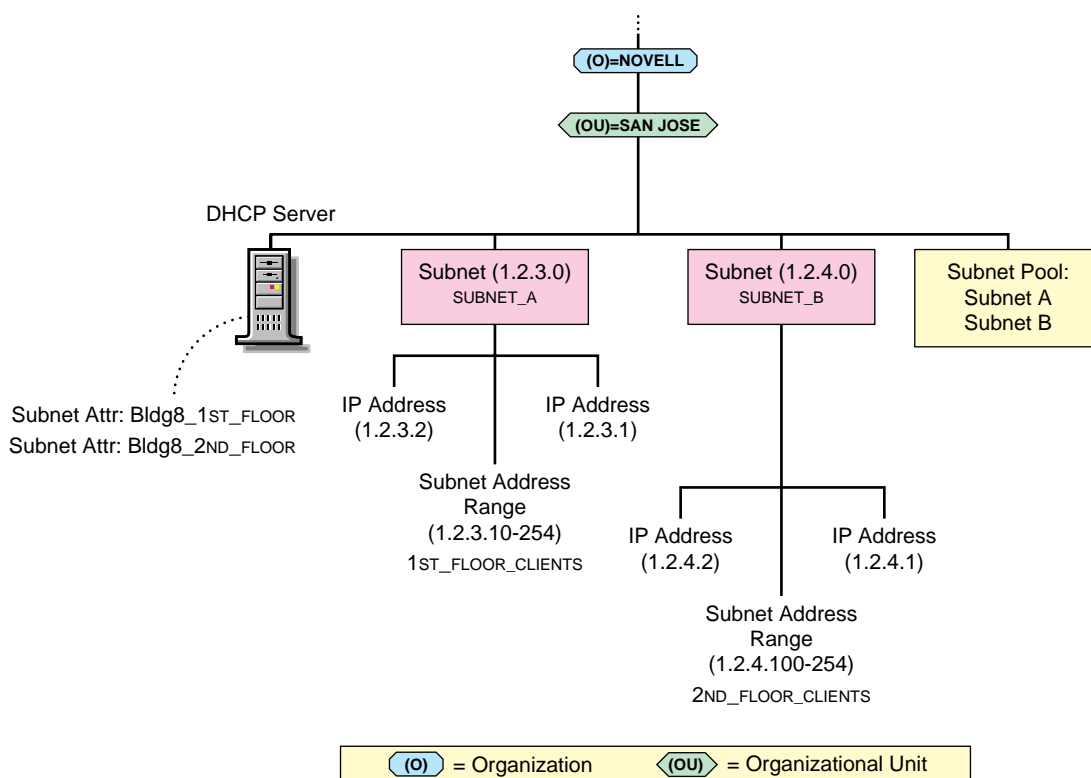 (O)=NOVELL
(OU)=SAN JOSE
DHCP Server
Subnet (1.2.3.0)
SUBNET_A
Subnet (1.2.4.0)
SUBNET_B
Subnet Pool:
Subnet A
Subnet B
Subnet Attr: Bldg8_1ST_FLOOR
Subnet Attr: Bldg8_2ND_FLOOR
IP Address
(1.2.3.2)
IP Address
(1.2.3.1)
Subnet Address
Range
(1.2.3.10-254)
1ST_FLOOR_CLIENTS
IP Address
(1.2.4.2)
IP Address
(1.2.4.1)
Subnet Address
Range
(1.2.4.100-254)
2ND_FLOOR_CLIENTS
(O) = Organization
(OU) = Organizational Unit